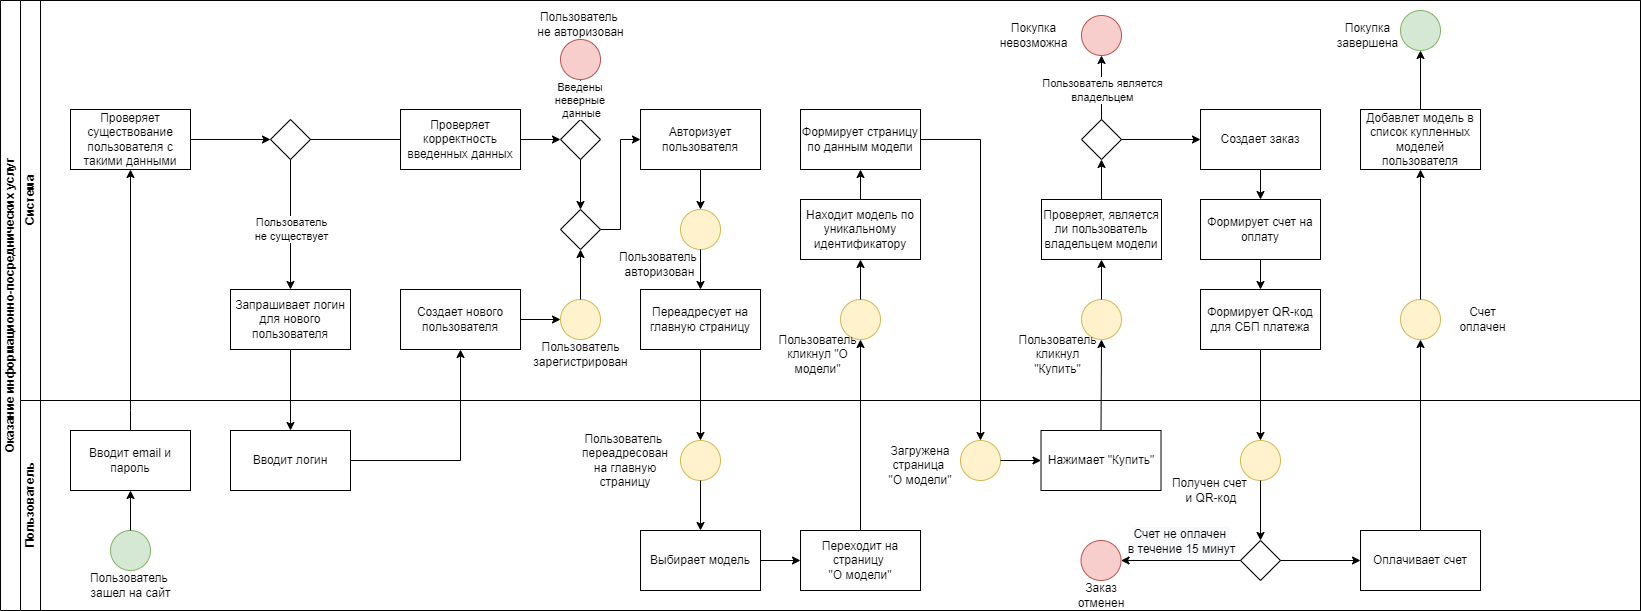 Оказание информационно-посреднических услуг
Система
Пользователь
Пользователь
зашел на сайт
Вводит email и
пароль
Проверяет
существование
пользователя с
такими данными
Пользователь
не существует
Запрашивает логин
для нового
пользователя
Вводит логин
Проверяет
корректность
введенных данных
Создает нового
пользователя
Пользователь
не авторизован
Введены
неверные
данные
Пользователь
зарегистрирован
Авторизует
пользователя
Пользователь
авторизован
Переадресует на
главную страницу
Пользователь
переадресован
на главную
страницу
Выбирает модель
Переходит на
страницу
"О модели"
Пользователь
кликнул "О
модели"
Находит модель по
уникальному
идентификатору
Формирует страницу
по данным модели
Загружена
страница
"О модели"
Нажимает "Купить"
Пользователь
кликнул
"Купить"
Проверяет, является
ли пользователь
владельцем модели
Пользователь является
владельцем
Покупка
невозможна
Создает заказ
Формирует счет на
оплату
Формирует QR-код
для СБП платежа
Получен счет
и QR-код
Счет не оплачен
в течение 15 минут
Заказ
отменен
Оплачивает счет
Счет
оплачен
Добавлет модель в
список купленных
моделей
пользователя
Покупка
завершена